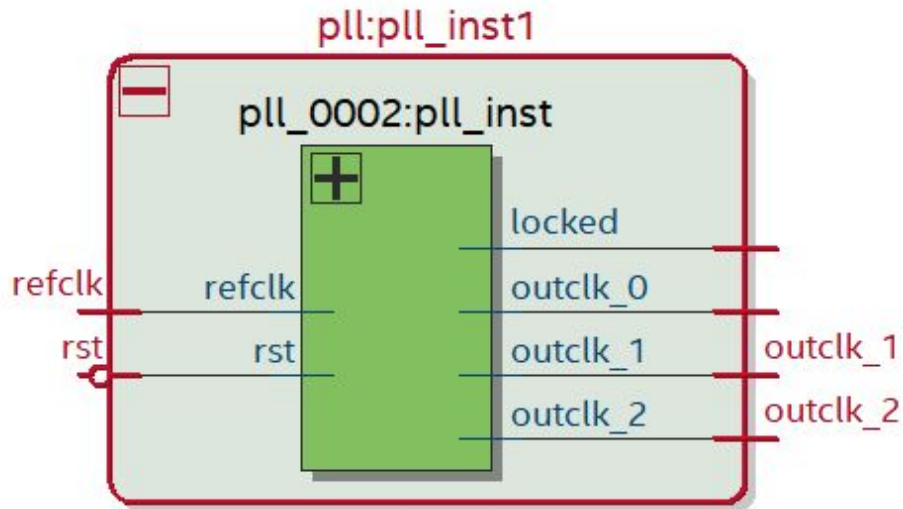 pll:pll_inst1
pll_0002:pll_inst
locked
refclk refclk outclk_0
rst rst outclk_1 outclk_1
outclk_2 outclk_2